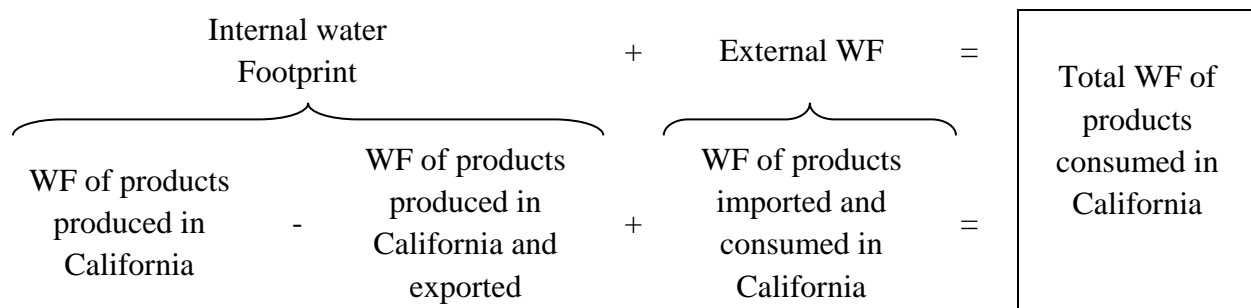 Internal water
Footprint
+
External WF
=
WF of products
produced in
California
-
WF of products
produced in
California and
exported
+
WF of products
imported and
consumed in
California
=
Total WF of
products
consumed in
California